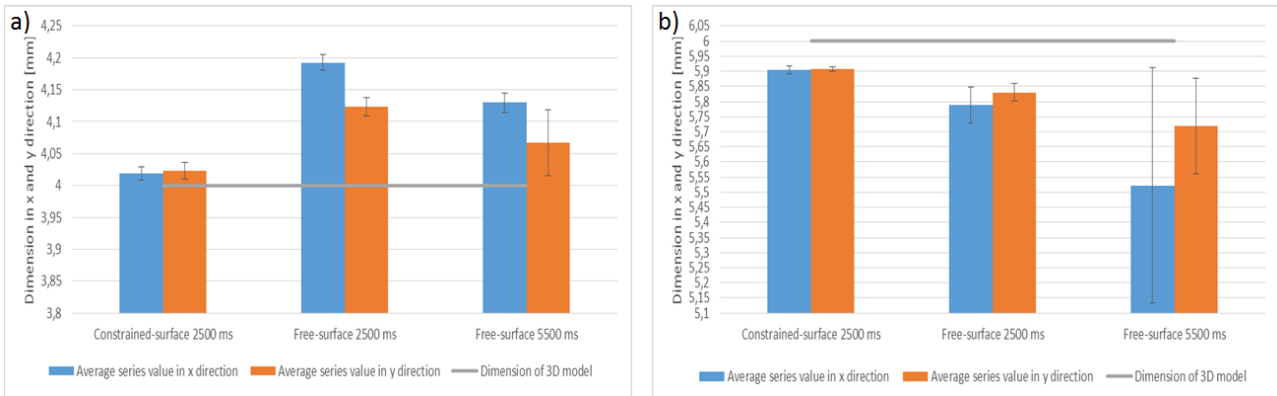 a)
Dimension in x and y direction [mm]
4,25
4,2
4,15
4,1
4,05
4
3,95
3,9
3,85
3,8
Constrained-surface 2500 ms
Free-surface 2500 ms
Free-surface 5500 ms
Average series value in x direction
Average series value in y direction
Dimension of 3D model
b)
Dimension in x and y direction [mm]
6,05
6
5,95
5,9
5,85
5,8
5,75
5,7
5,65
5,6
5,55
5,5
5,45
5,4
5,35
5,3
5,25
5,2
5,15
5,1
Constrained-surface 2500 ms
Free-surface 2500 ms
Free-surface 5500 ms
Average series value in x direction
Average series value in y direction
Dimension of 3D model